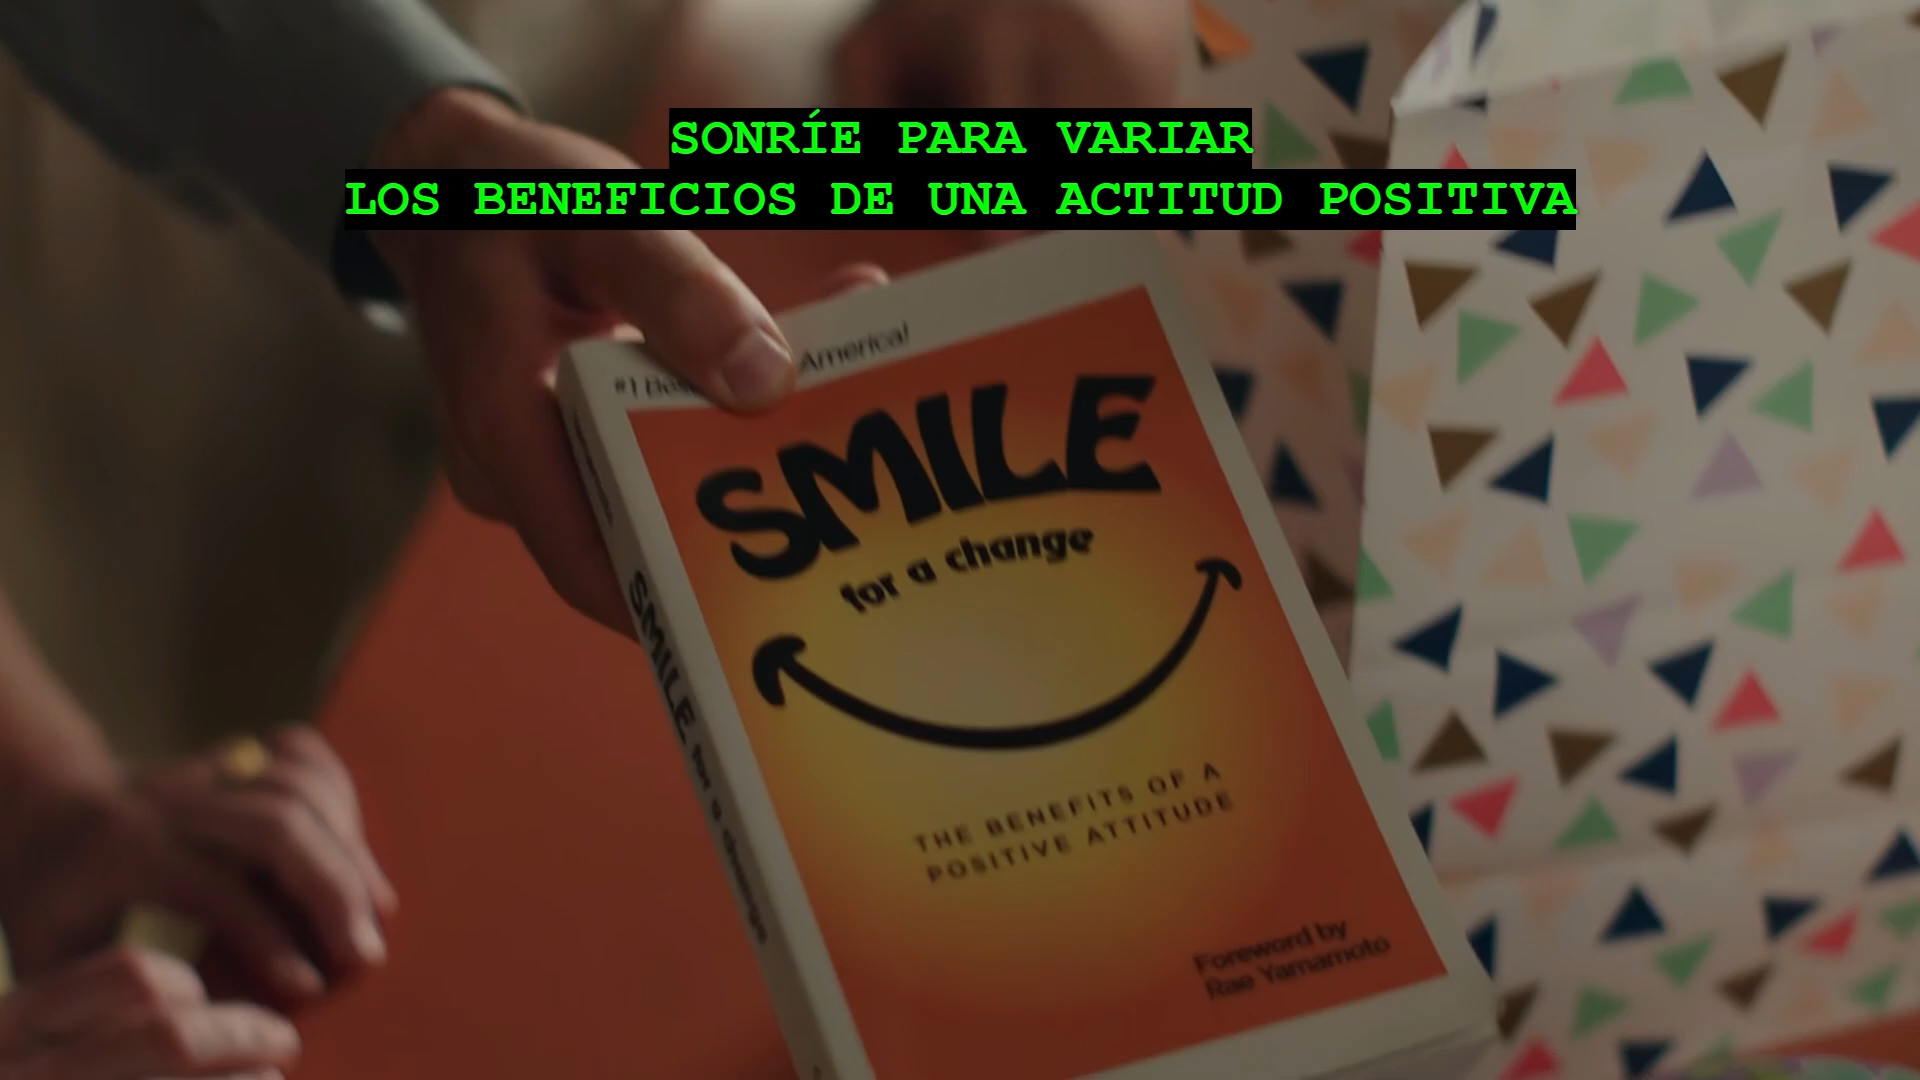 SONRÍE PARA VARIAR
LOS BENEFICIOS DE UNA ACTITUD POSITIVA
#1 America!
SMILE
for a change
THE BENEFITS OF A
POSITIVE ATTITUDE
Foreword by
Rae Yamamoto
SMILE for a change